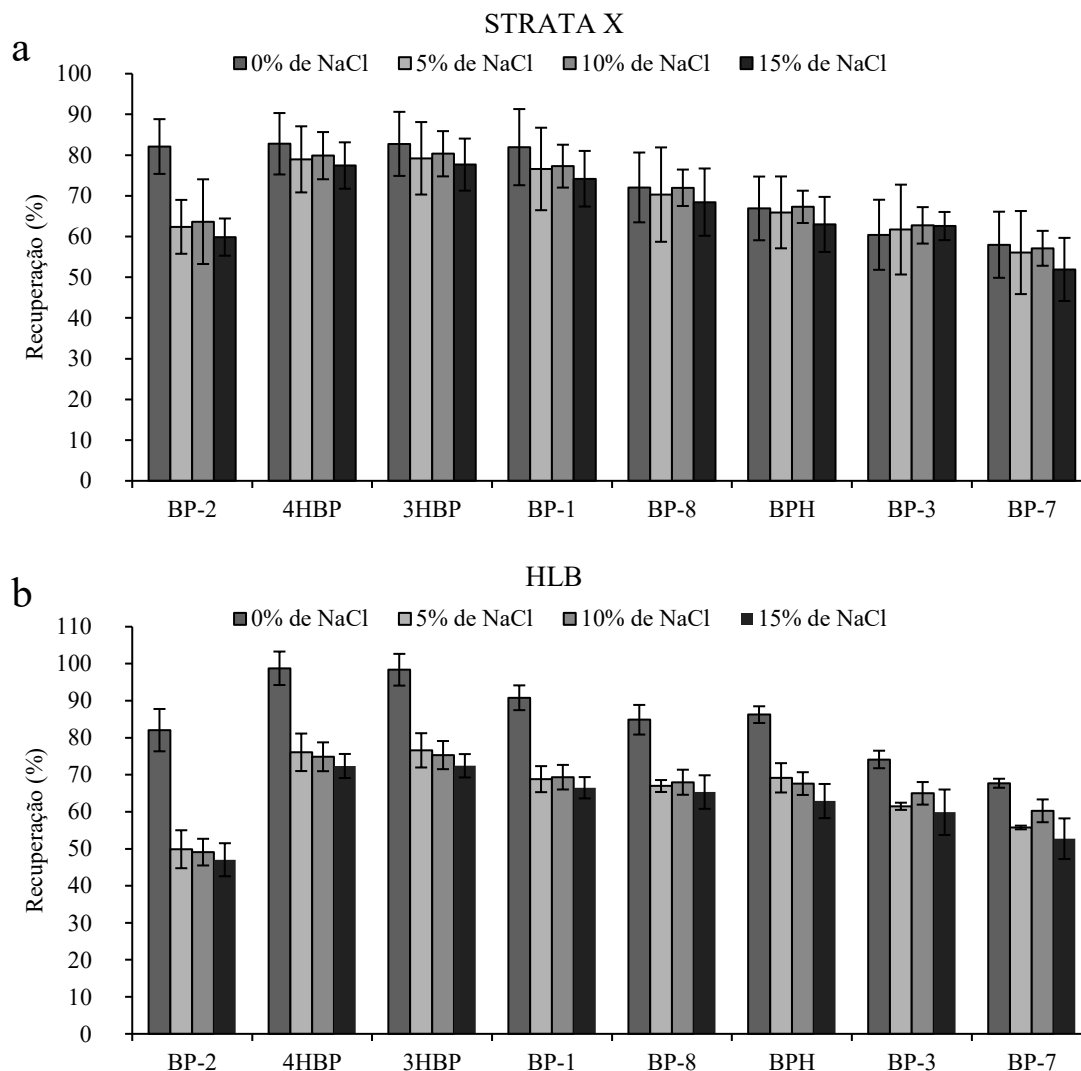 STRATA X
a
0% de NaCl 5% de NaCl 10% de NaCl 15% de NaCl
Recuperação (%)
100
90
80
70
60
50
40
30
20
10
0
BP-2 4HBP 3HBP BP-1 BP-8 BPH BP-3 BP-7
HLB
b
0% de NaCl 5% de NaCl 10% de NaCl 15% de NaCl
Recuperação (%)
110
100
90
80
70
60
50
40
30
20
10
0
BP-2 4HBP 3HBP BP-1 BP-8 BPH BP-3 BP-7